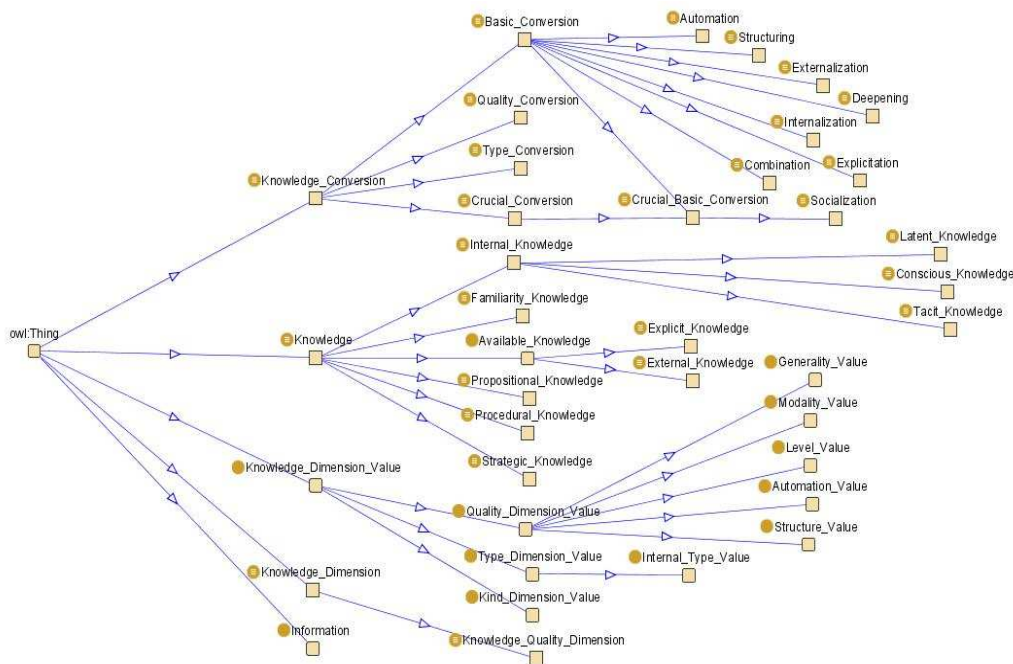 Basic_Conversion
Automation
Structuring
Externalization
Deepening
Internalization
Explicitation
Combination
Quality_Conversion
Type_Conversion
Knowledge_Conversion
Crucial_Conversion
Crucial_Basic_Conversion
Socialization
Internal_Knowledge
Latent_Knowledge
Conscious_Knowledge
Tacit_Knowledge
Familiarity_Knowledge
owl:Thing
Knowledge
Available_Knowledge
Explicit_Knowledge
External_Knowledge
Propositional_Knowledge
Procedural_Knowledge
Strategic_Knowledge
Generality_Value
Modality_Value
Level_Value
Automation_Value
Structure_Value
Knowledge_Dimension_Value
Quality_Dimension_Value
Type_Dimension_Value
Internal_Type_Value
Kind_Dimension_Value
Knowledge_Dimension
Information
Knowledge_Quality_Dimension